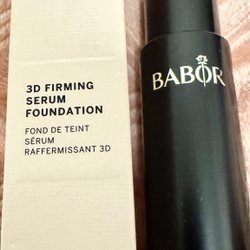 3D FIRMING
SERUM
FOUNDATION
FOND DE TEINT
SÉRUM
RAFFERMISSANT 3D
BABOR